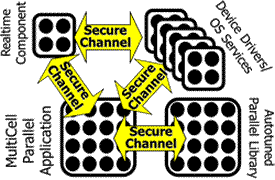 Realtime
Component
Secure
Channel
Device Drivers/
OS Services
Secure
Channel
Secure
Channel
MultiCell
Parallel
Application
Secure
Channel
Autotuned
Parallel Library